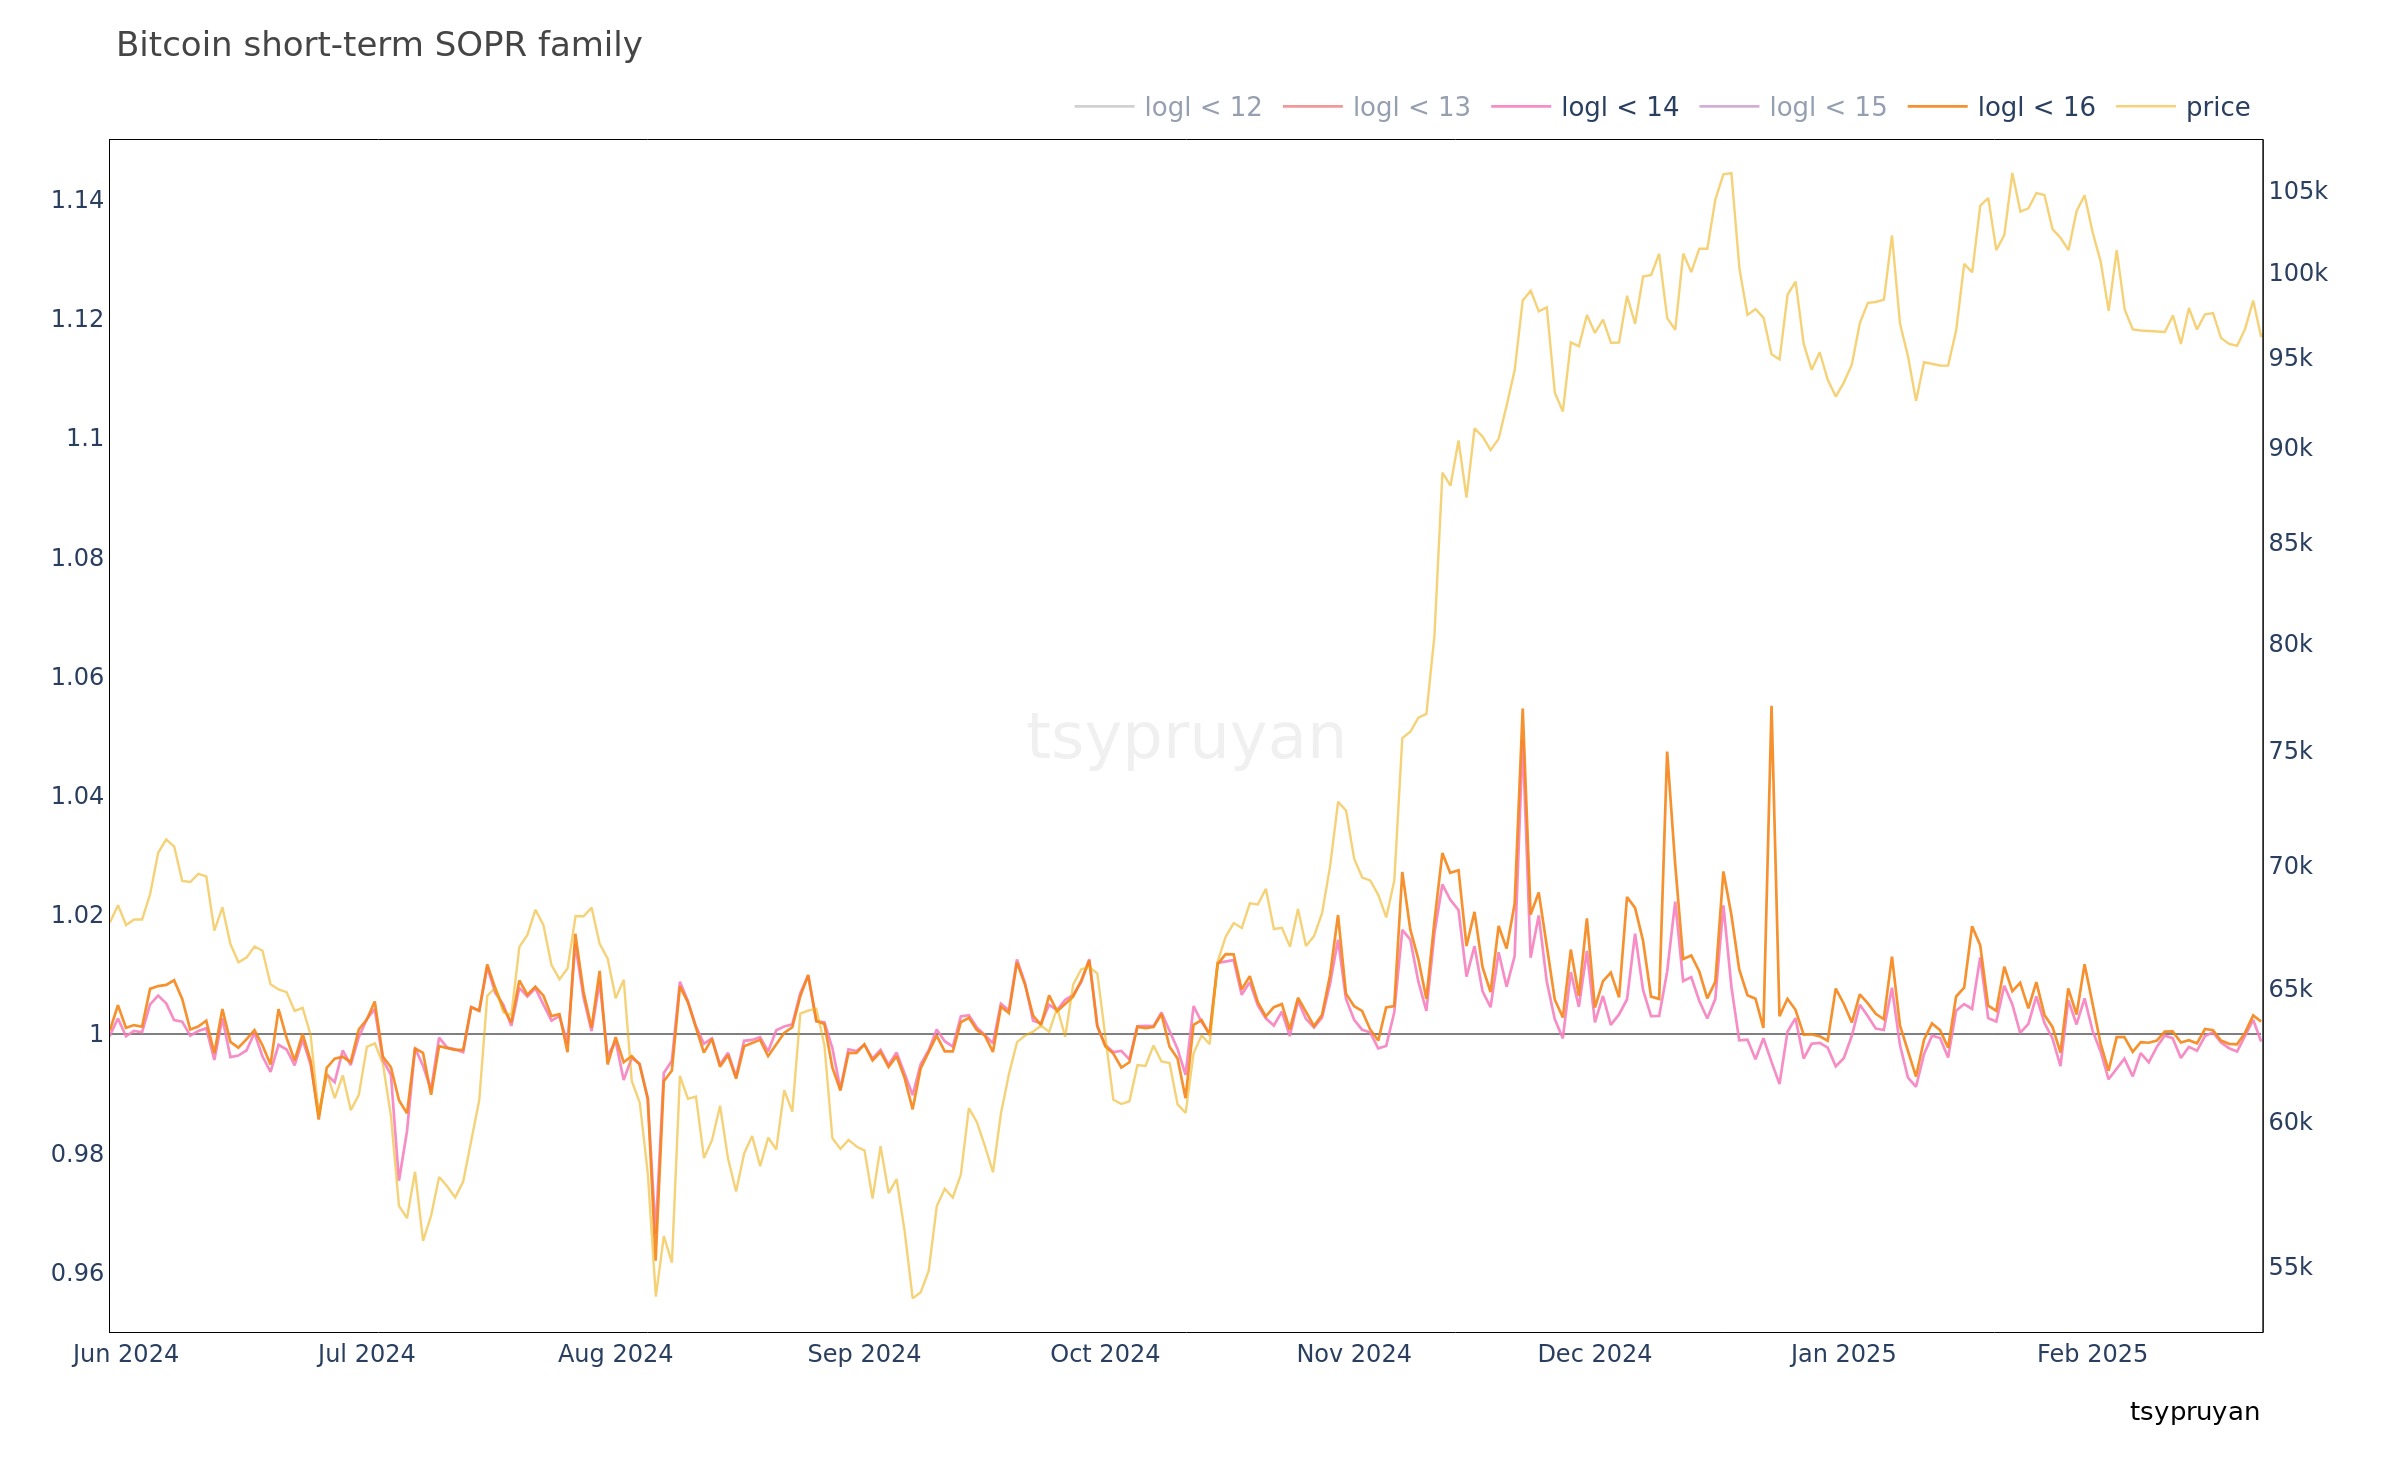 Bitcoin short-term SOPR family
logl < 12 logl < 13 logl < 14 logl < 15 logl < 16 price
1.14
1.12
1.1
1.08
1.06
1.04
1.02
1
0.98
0.96
105k
100k
95k
90k
85k
80k
75k
70k
65k
60k
55k
tsypruyan
Jun 2024 Jul 2024 Aug 2024 Sep 2024 Oct 2024 Nov 2024 Dec 2024 Jan 2025 Feb 2025
tsypruyan